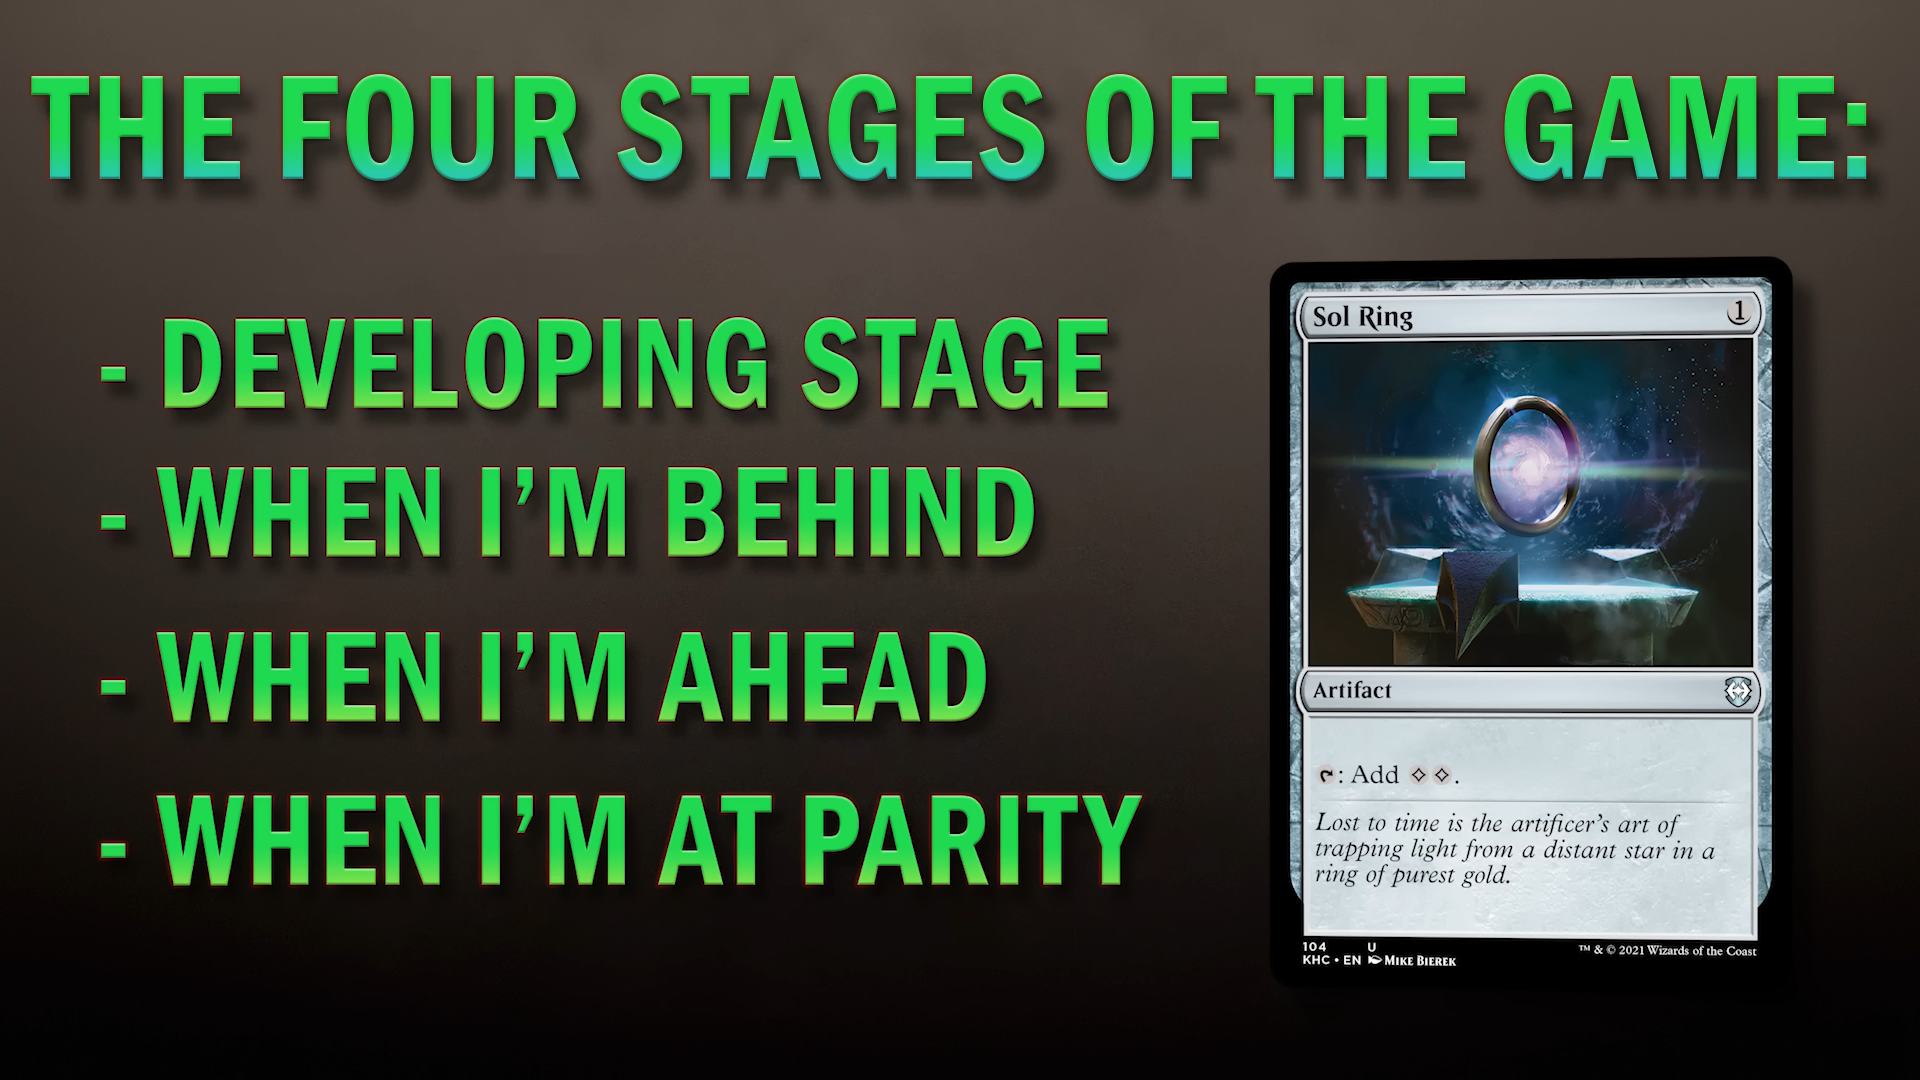 THE FOUR STAGES OF THE GAME:
- DEVELOPING STAGE
- WHEN I'M BEHIND
- WHEN I'M AHEAD
- WHEN I'M AT PARITY
Sol Ring 1
Artifact
: Add .
Lost to time is the artificer's art of
trapping light from a distant star in a
ring of purest gold.
104 U
KHC • EN MIKE BIEREK
™ & © 2021 Wizards of the Coast